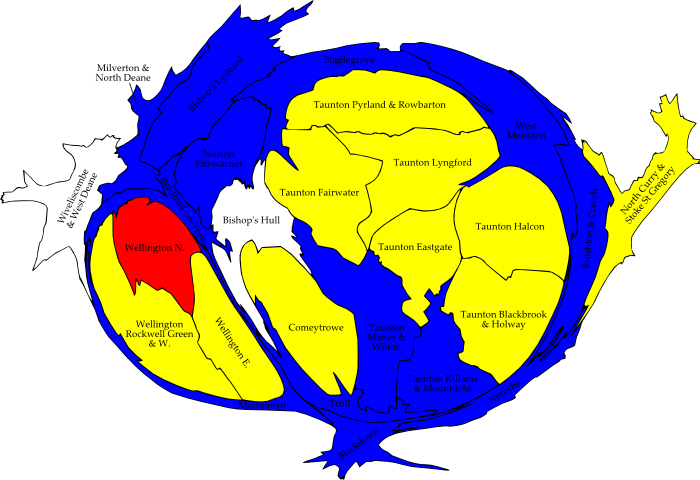 Milverton &
North Deane
Bishop's Lydeard
Staplegrove
Taunton Pyrland & Rowbarton
West
Monkton
Norton
Fitzwarren
Taunton Lyngford
Wiveliscombe
& West Deane
Taunton Fairwater
North Curry &
Stoke St Gregory
Bishop's Hull
Taunton Halcon
Ruishton & Creech
Wellington N.
Taunton Eastgate
Wellington
Rockwell Green
& W.
Wellington E.
Comeytrowe
Taunton
Manor &
Wilton
Taunton Blackbrook
& Holway
Taunton Killams
& Mountfield
Neroche
Monument
Trull
Blackdown